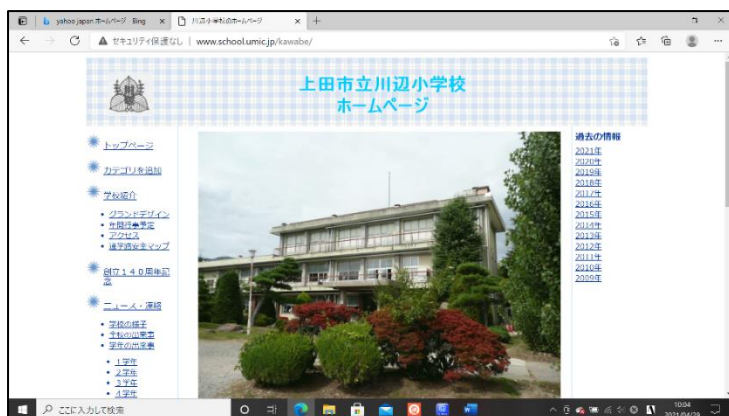 yahoo japan ホームページ - Bing
川辺小学校のホームページ
セキュリティ保護なし | www.school.umic.jp/kawabe/
上田市立川辺小学校
ホームページ
トップページ
カテゴリを追加
学校紹介
グランドデザイン
年間行事予定
アクセス
通学路安全マップ
創立１４０周年記
念
ニュース・連絡
学校の様子
全校の出来事
学年の出来事
１学年
２学年
３学年
４学年
過去の情報
2021年
2020年
2019年
2018年
2017年
2016年
2015年
2014年
2013年
2012年
2011年
2010年
2009年
ここに入力して検索
10:04
2021/04/29